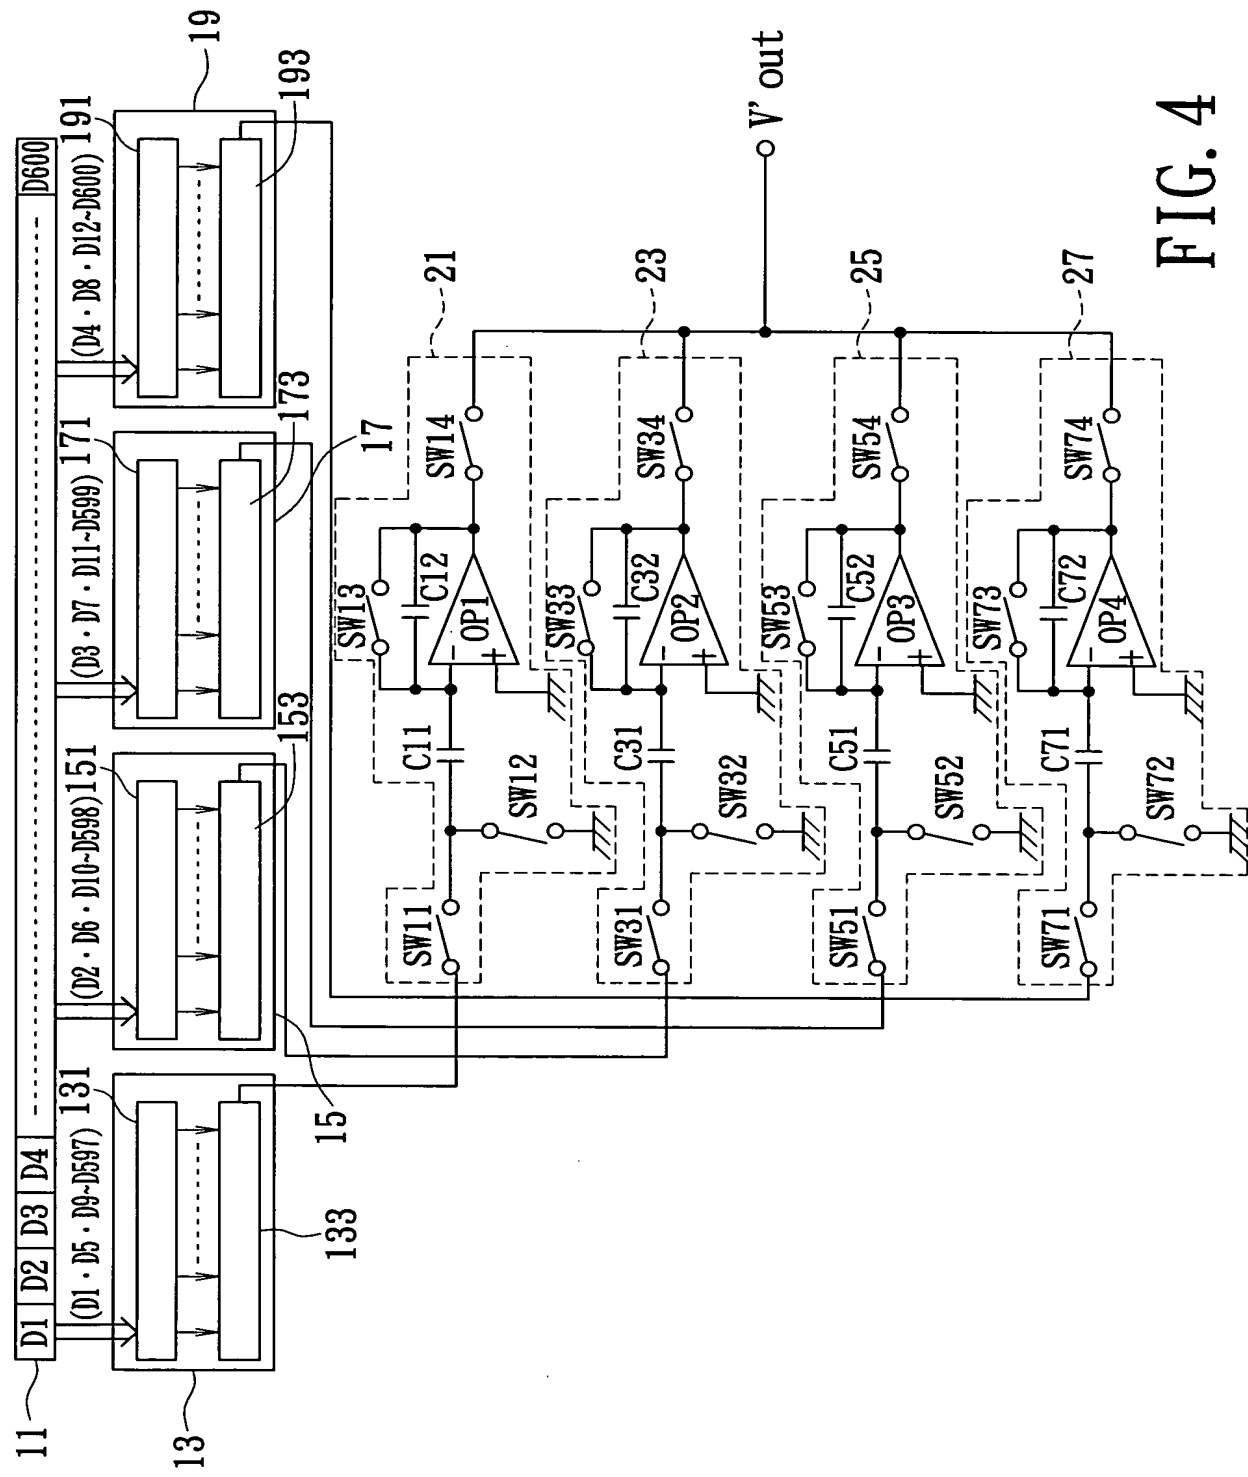 11
D1 D2 D3 D4 D600
(D1・D5・D9~D597)
131
(D2・D6・D10~D598)
151
(D3・D7・D11~D599)
171
(D4・D8・D12~D600)
191
13
133
15
153
17
173
19
193
SW11
SW12
C11
SW13
C12
OP1
-
+
SW14
21
SW31
SW32
C31
SW33
C32
OP2
-
+
SW34
23
SW51
SW52
C51
SW53
C52
OP3
-
+
SW54
25
SW71
SW72
C71
SW73
C72
OP4
-
+
SW74
27
V' out
FIG. 4